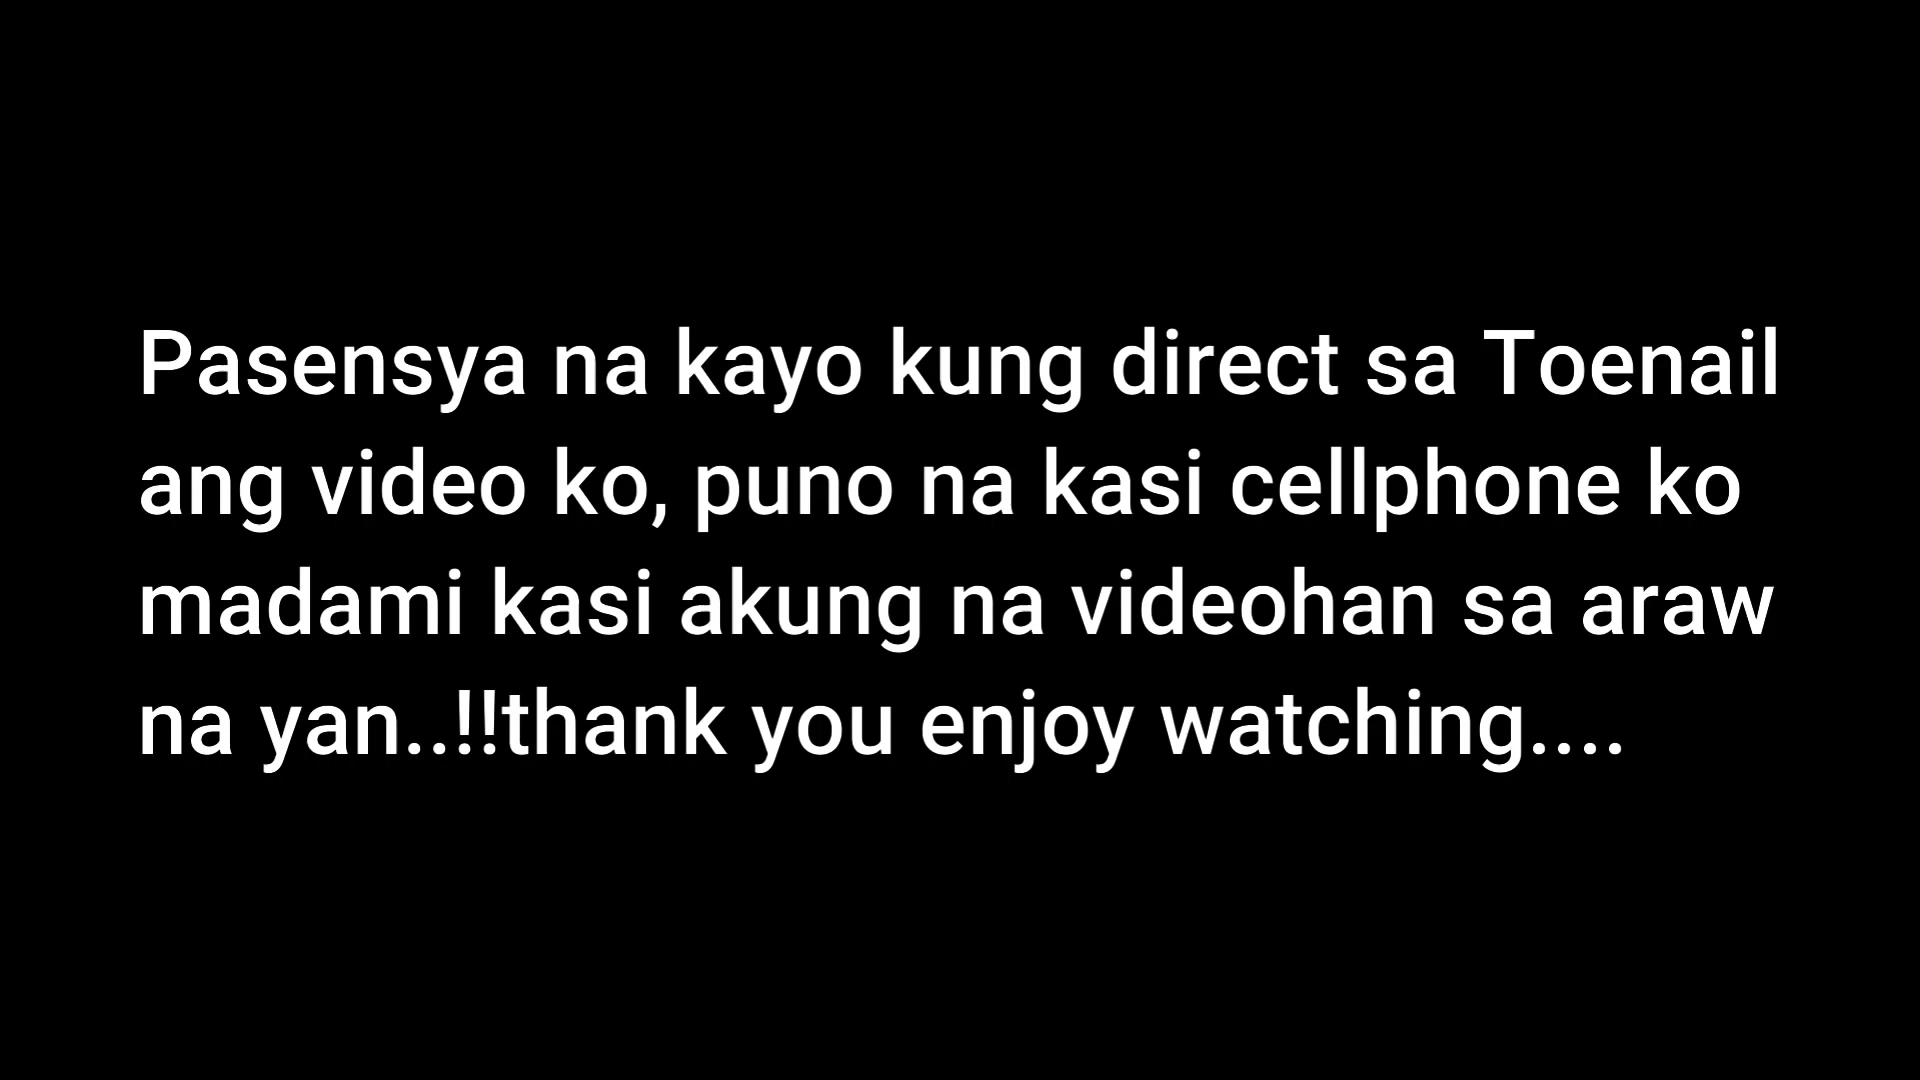 Pasensya na kayo kung direct sa Toenail
ang video ko, puno na kasi cellphone ko
madami kasi akung na videohan sa araw
na yan..!!thank you enjoy watching....